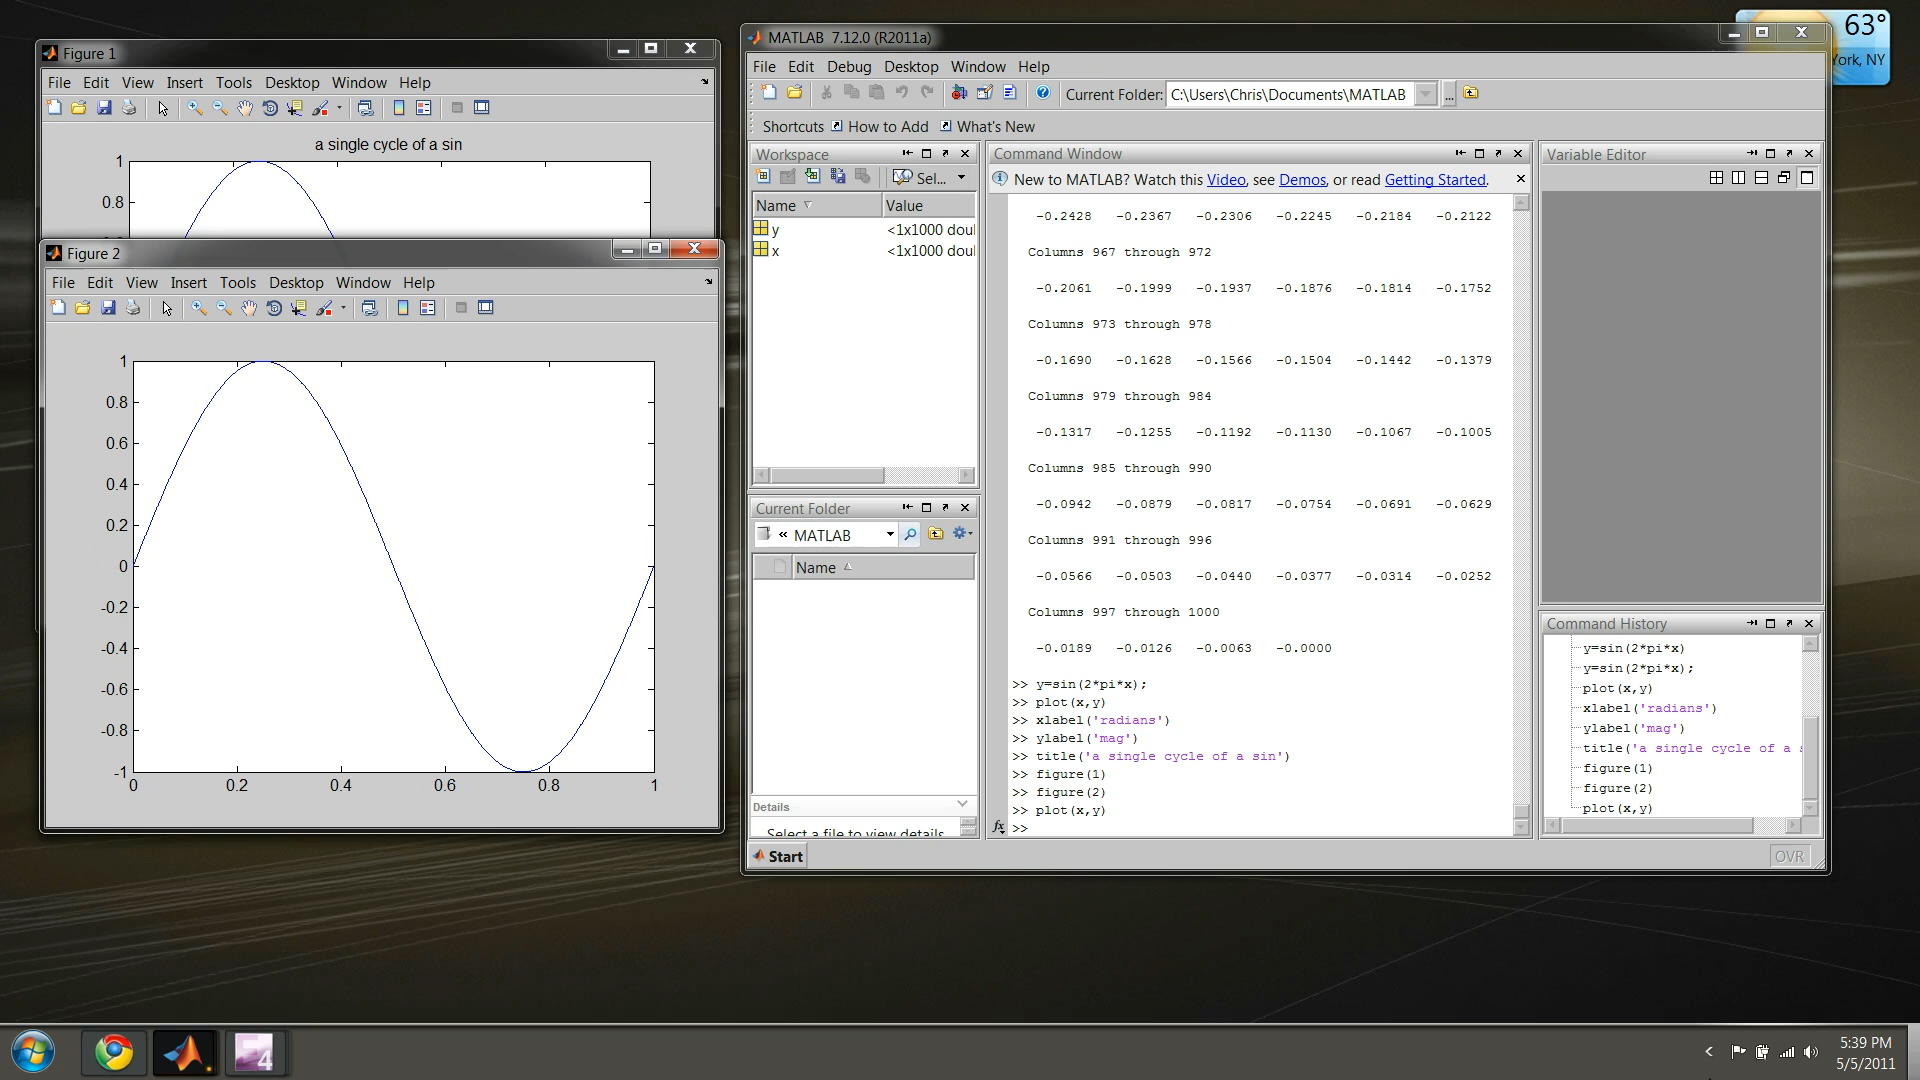 Figure 1
File Edit View Insert Tools Desktop Window Help
a single cycle of a sin
1
0.8
Figure 2
File Edit View Insert Tools Desktop Window Help
1
0.8
0.6
0.4
0.2
0
-0.2
-0.4
-0.6
-0.8
-1
0 0.2 0.4 0.6 0.8 1
MATLAB 7.12.0 (R2011a)
File Edit Debug Desktop Window Help
Current Folder: C:\Users\Chris\Documents\MATLAB ...
Shortcuts How to Add What's New
Workspace
Sel...
Name Value
y <1x1000 doul
x <1x1000 doul
Current Folder
« MATLAB
Name
Details
Select a file to view details
Start
Command Window
New to MATLAB? Watch this Video, see Demos, or read Getting Started.
-0.2428 -0.2367 -0.2306 -0.2245 -0.2184 -0.2122
Columns 967 through 972
-0.2061 -0.1999 -0.1937 -0.1876 -0.1814 -0.1752
Columns 973 through 978
-0.1690 -0.1628 -0.1566 -0.1504 -0.1442 -0.1379
Columns 979 through 984
-0.1317 -0.1255 -0.1192 -0.1130 -0.1067 -0.1005
Columns 985 through 990
-0.0942 -0.0879 -0.0817 -0.0754 -0.0691 -0.0629
Columns 991 through 996
-0.0566 -0.0503 -0.0440 -0.0377 -0.0314 -0.0252
Columns 997 through 1000
-0.0189 -0.0126 -0.0063 -0.0000
>> y=sin(2*pi*x);
>> plot(x,y)
>> xlabel('radians')
>> ylabel('mag')
>> title('a single cycle of a sin')
>> figure(1)
>> figure(2)
>> plot(x,y)
fx >>
Variable Editor
Command History
y=sin(2*pi*x)
y=sin(2*pi*x);
plot(x,y)
xlabel('radians')
ylabel('mag')
title('a single cycle of a s
figure(1)
figure(2)
plot(x,y)
OVR
63°
York, NY
4
5:39 PM
5/5/2011